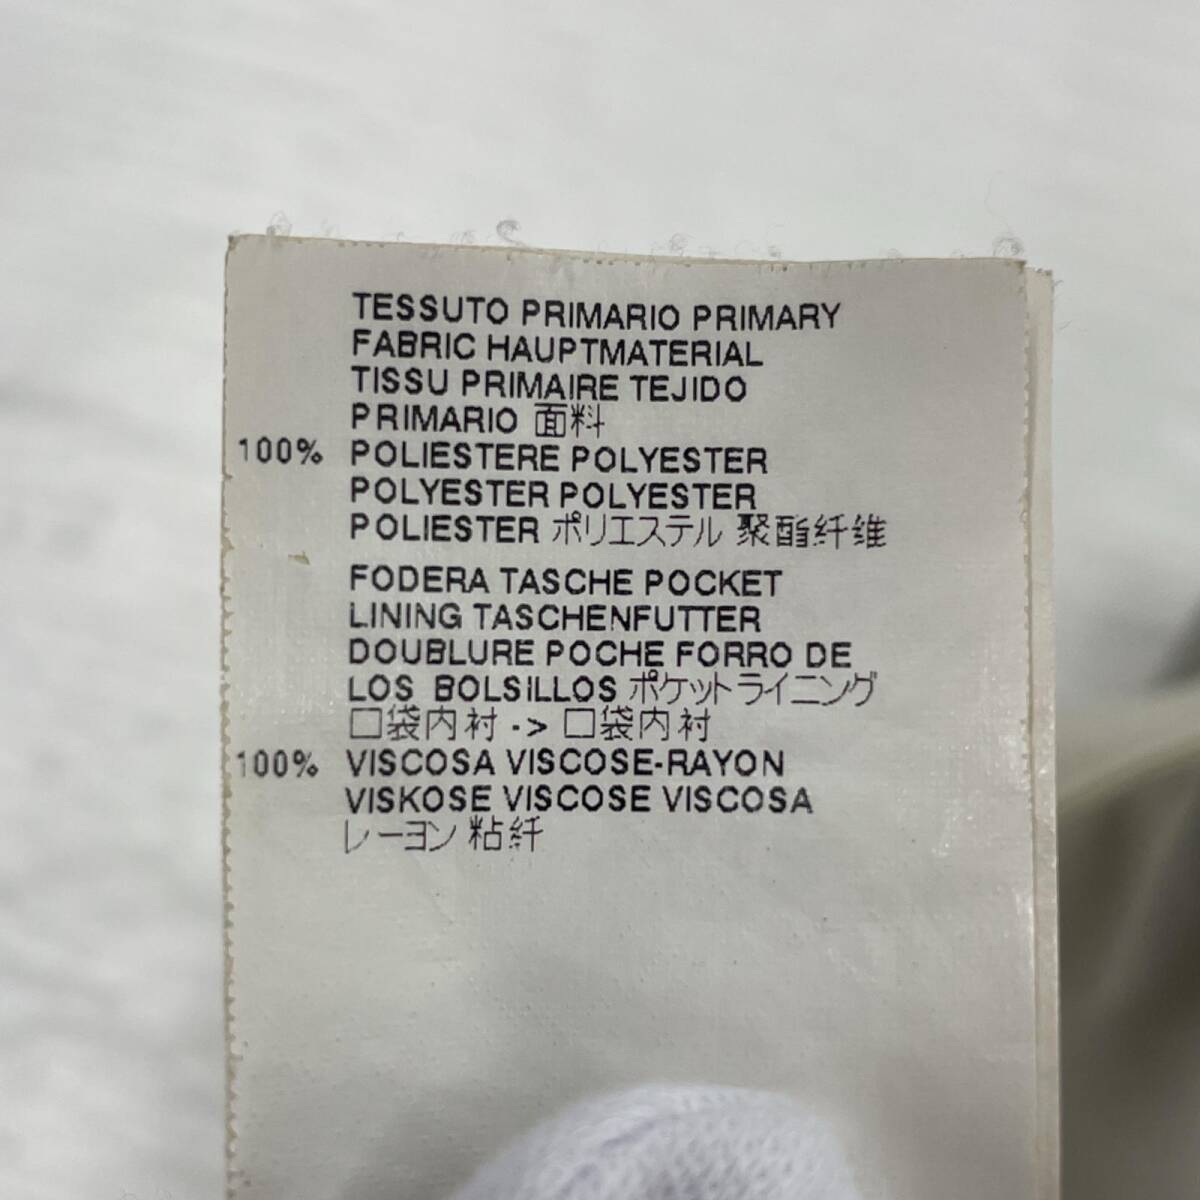 TESSUTO PRIMARIO PRIMARY
FABRIC HAUPTMATERIAL
TISSU PRIMAIRE TEJIDO
PRIMARIO 面料
100% POLIESTERE POLYESTER
POLYESTER POLYESTER
POLIESTER ポリエステル 聚酯纤维
FODERA TASCHE POCKET
LINING TASCHENFUTTER
DOUBLURE POCHE FORRO DE
LOS BOLSILLOS ポケットライニング
口袋内衬 -> 口袋内衬
100% VISCOSA VISCOSE-RAYON
VISKOSE VISCOSE VISCOSA
レーヨン 粘纤